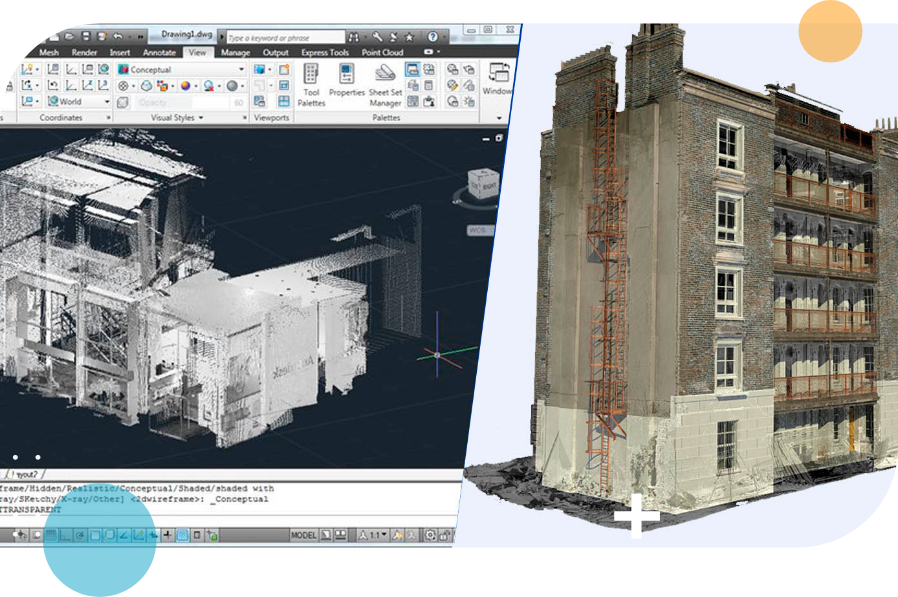 Drawing1.dwg
Type a keyword or phrase
Mesh Render Insert Annotate View Manage Output Express Tools Point Cloud
Conceptual
World
Opacity 60
Tool Palettes
Properties
Sheet Set Manager
Window
Coordinates
Visual Styles
Viewports
Palettes
RIGHT
WCS
Autodesk
frame/Hidden/Realistic/Conceptual/Shaded/shaded with
ray/SKetchy/X-ray/Other] <2dwireframe>: _Conceptual
TTRANSPARENT
MODEL
1:1